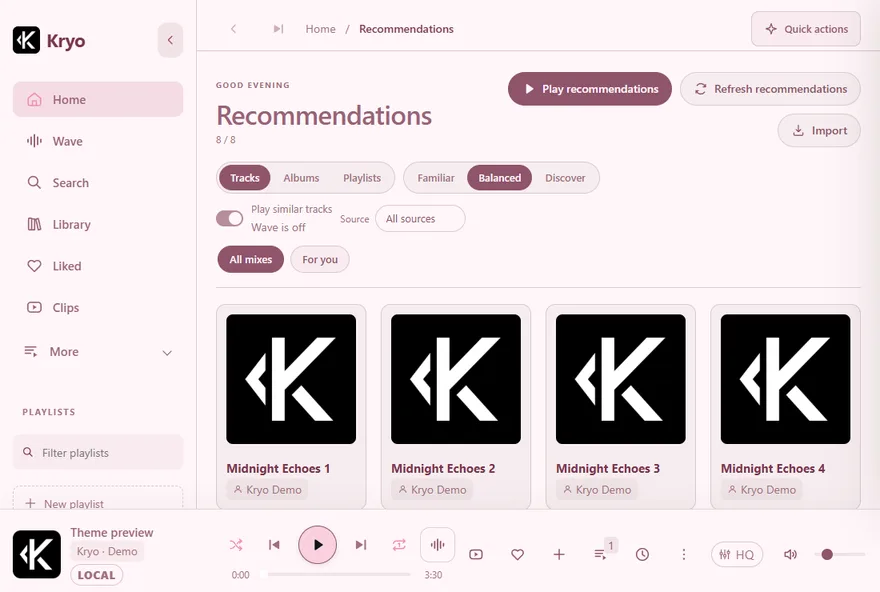 Kryo
Home
Wave
Search
Library
Liked
Clips
More
PLAYLISTS
Filter playlists
New playlist
Home / Recommendations
Quick actions
GOOD EVENING
Recommendations
8 / 8
Play recommendations
Refresh recommendations
Import
Tracks Albums Playlists
Familiar Balanced Discover
Play similar tracks
Wave is off
Source
All sources
All mixes
For you
Midnight Echoes 1
Kryo Demo
Midnight Echoes 2
Kryo Demo
Midnight Echoes 3
Kryo Demo
Midnight Echoes 4
Kryo Demo
Theme preview
Kryo · Demo
LOCAL
0:00
3:30
1
HQ